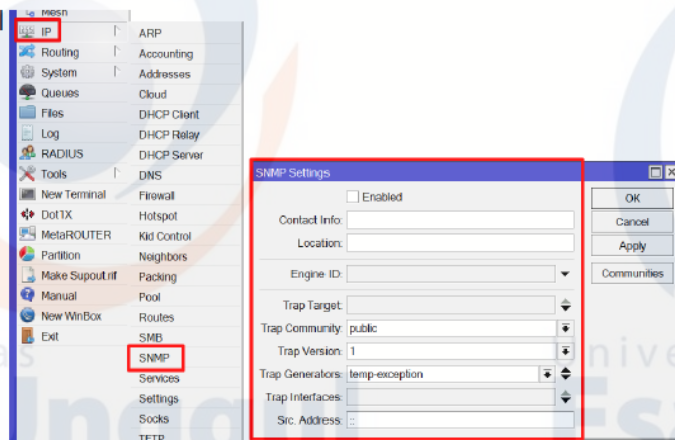 Mesh
IP
Routing
System
Queues
Files
Log
RADIUS
Tools
New Terminal
Dot1X
MetaROUTER
Partition
Make Supout.rif
Manual
New WinBox
Exit
ARP
Accounting
Addresses
Cloud
DHCP Client
DHCP Relay
DHCP Server
DNS
Firewall
Hotspot
Kid Control
Neighbors
Packing
Pool
Routes
SMB
SNMP
Services
Settings
Socks
TFTP
SNMP Settings
Enabled
Contact Info:
Location:
Engine ID:
Trap Target:
Trap Community: public
Trap Version: 1
Trap Generators: temp-exception
Trap Interfaces:
Src. Address: ::
OK
Cancel
Apply
Communities